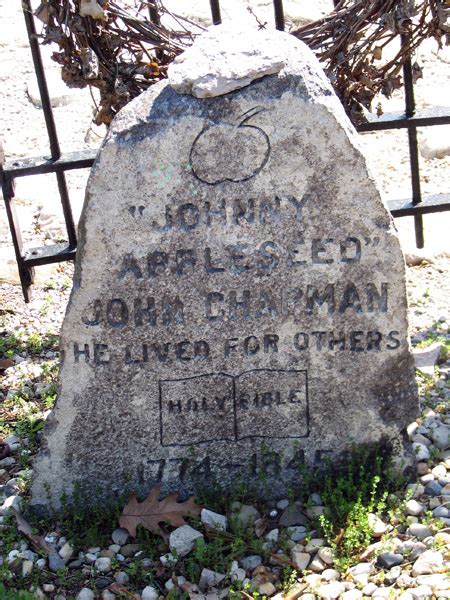 "JOHNNY
APPLESEED"
JOHN CHAPMAN
HE LIVED FOR OTHERS
HOLY BIBLE
1774-1845